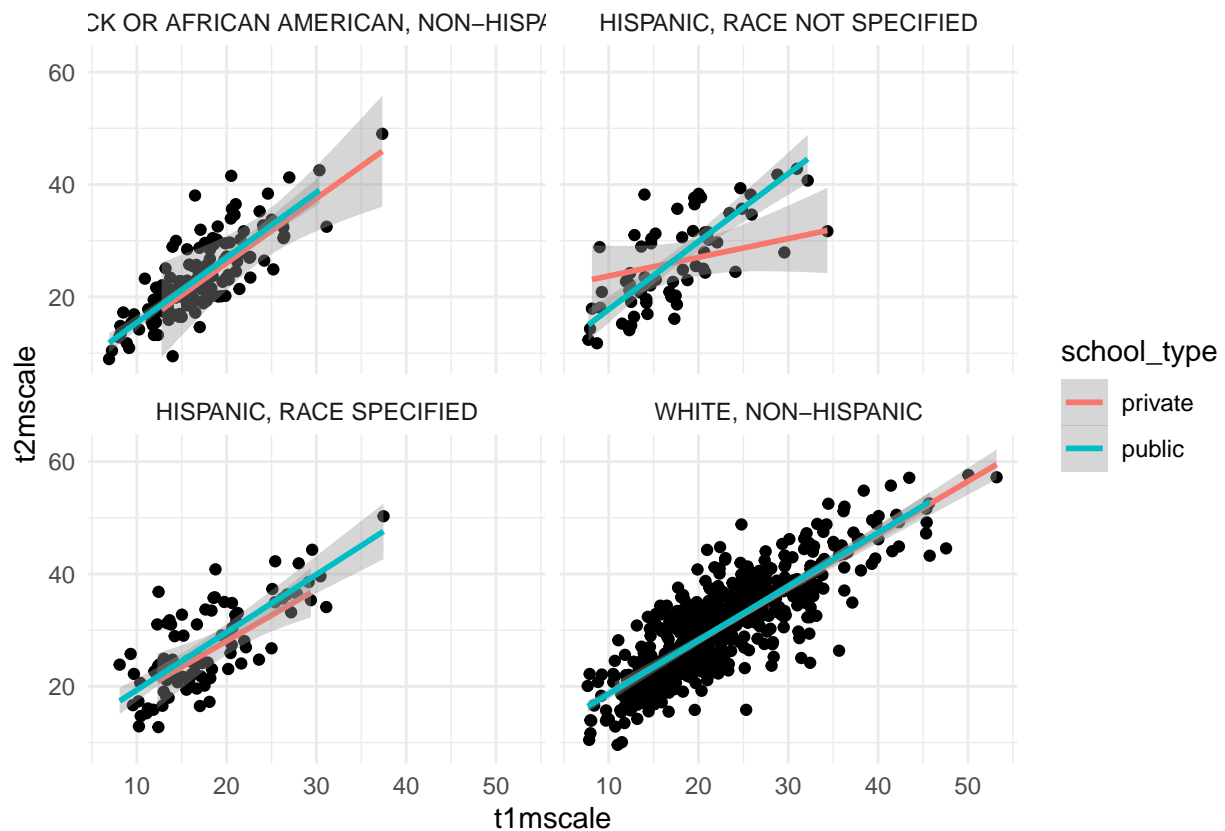 CK OR AFRICAN AMERICAN, NON−HISPA
HISPANIC, RACE NOT SPECIFIED
60
40
20
HISPANIC, RACE SPECIFIED
WHITE, NON−HISPANIC
60
40
20
10 20 30 40 50
10 20 30 40 50
t1mscale
t2mscale
school_type
private
public